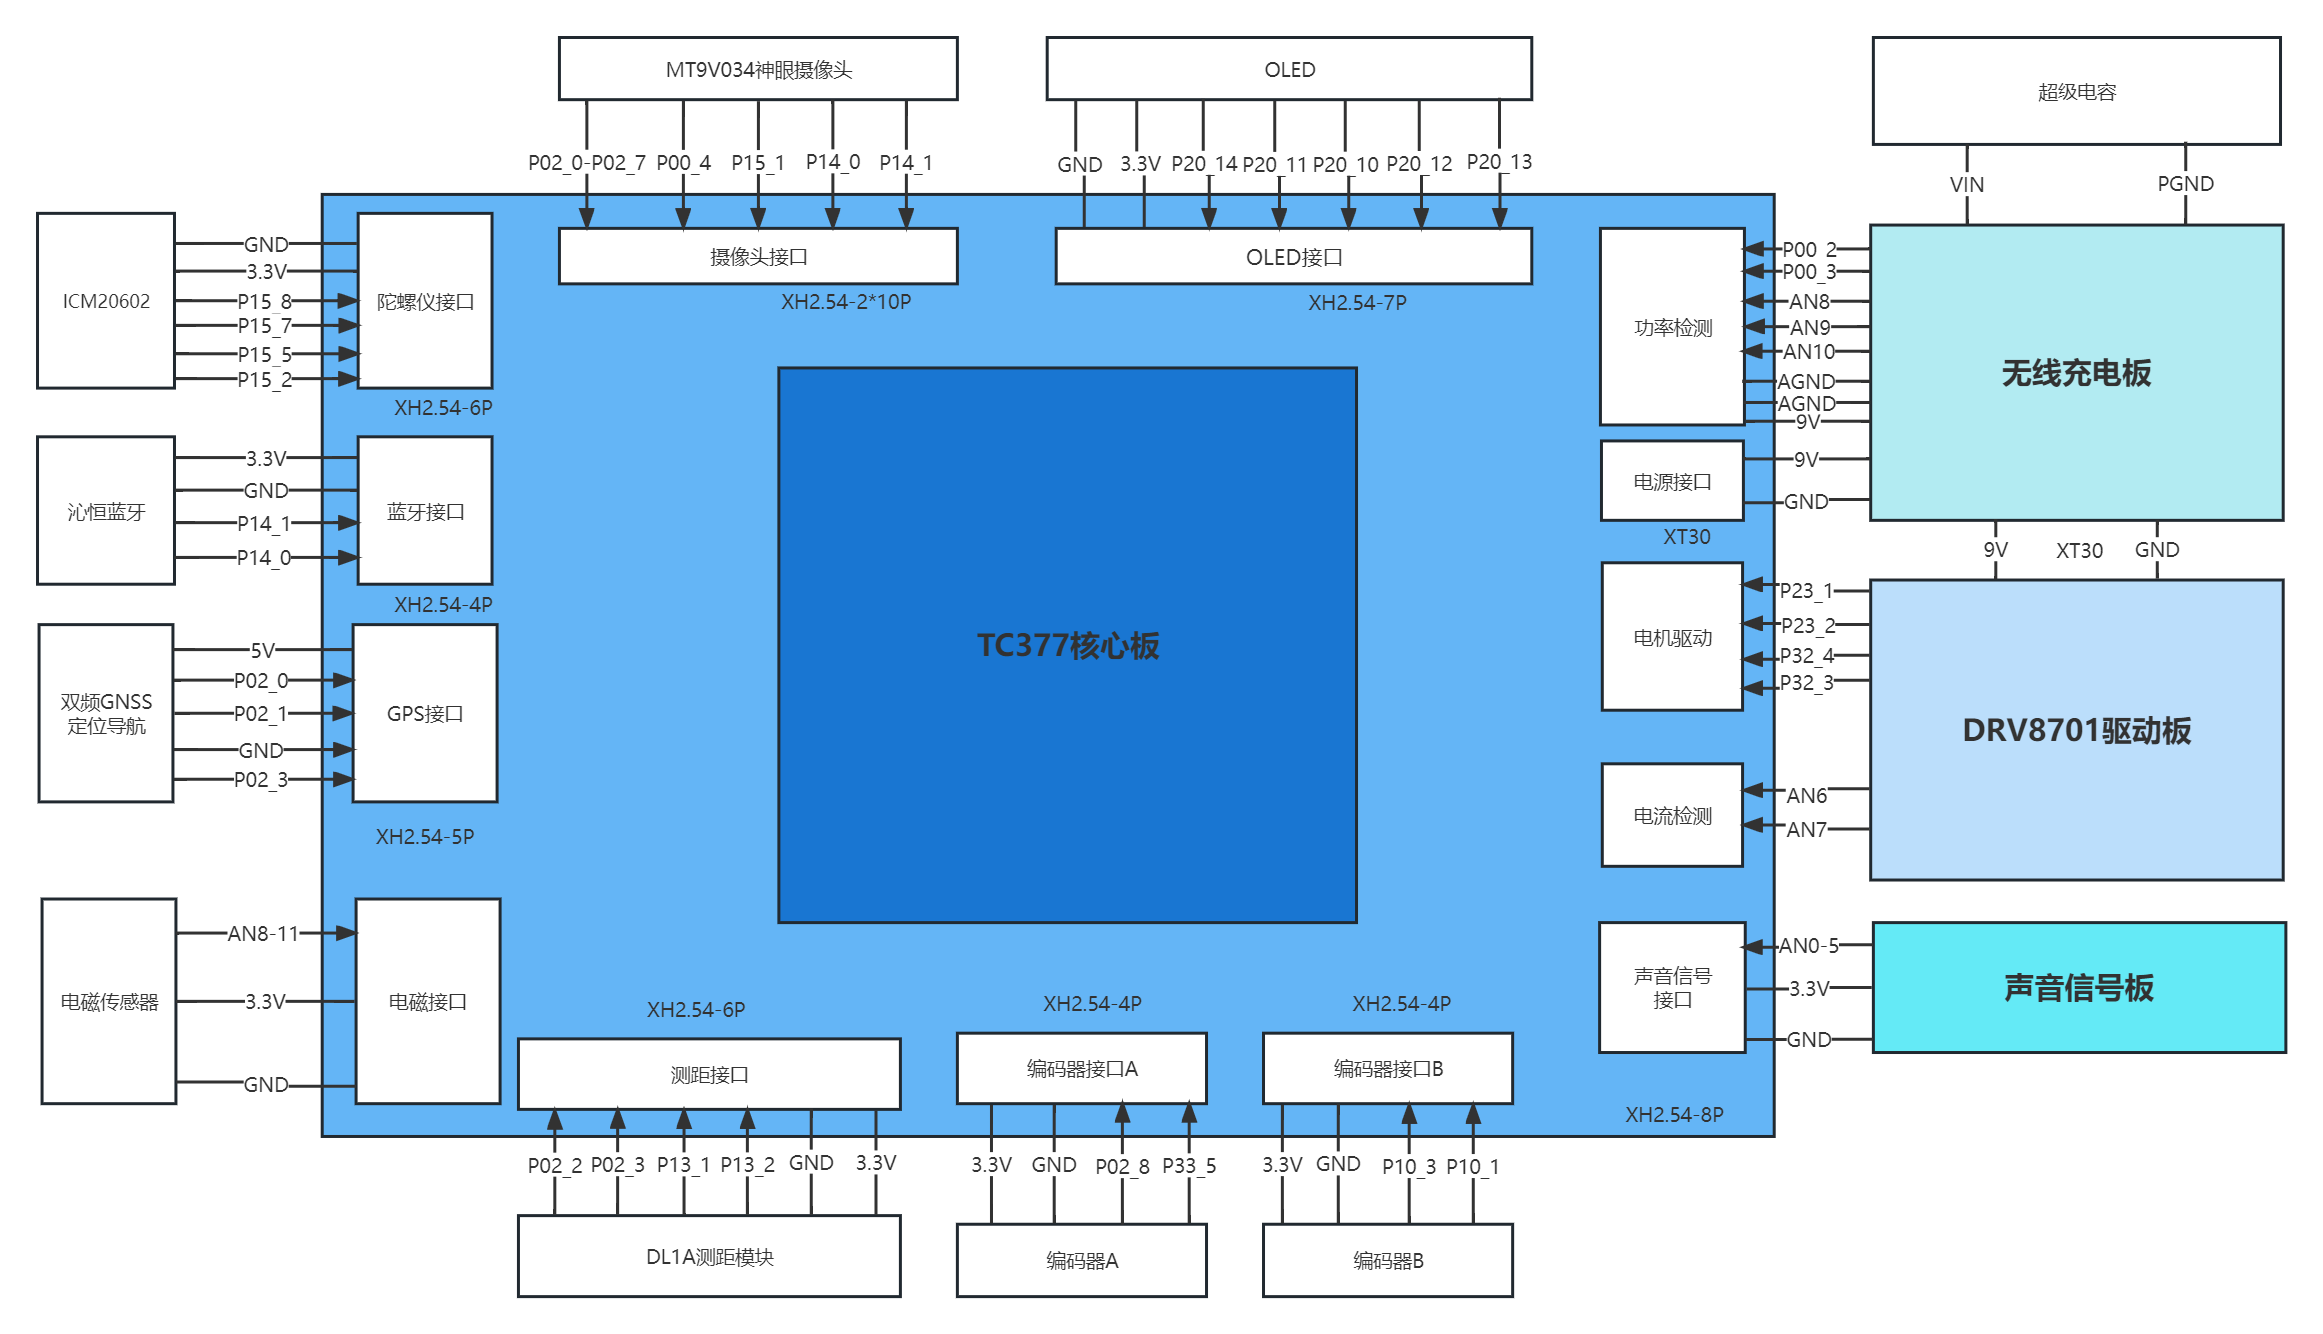 MT9V034神眼摄像头
OLED
超级电容
P02_0-P02_7
P00_4
P15_1
P14_0
P14_1
GND
3.3V
P20_14
P20_11
P20_10
P20_12
P20_13
VIN
PGND
摄像头接口
XH2.54-2*10P
OLED接口
XH2.54-7P
ICM20602
GND
3.3V
P15_8
P15_7
P15_5
P15_2
陀螺仪接口
XH2.54-6P
沁恒蓝牙
3.3V
GND
P14_1
P14_0
蓝牙接口
XH2.54-4P
双频GNSS
定位导航
5V
P02_0
P02_1
GND
P02_3
GPS接口
XH2.54-5P
电磁传感器
AN8-11
3.3V
GND
电磁接口
TC377核心板
功率检测
P00_2
P00_3
AN8
AN9
AN10
AGND
AGND
9V
无线充电板
电源接口
9V
GND
XT30
9V
XT30
GND
电机驱动
P23_1
P23_2
P32_4
P32_3
DRV8701驱动板
电流检测
AN6
AN7
声音信号
接口
AN0-5
3.3V
GND
声音信号板
XH2.54-8P
XH2.54-6P
测距接口
P02_2
P02_3
P13_1
P13_2
GND
3.3V
DL1A测距模块
XH2.54-4P
编码器接口A
3.3V
GND
P02_8
P33_5
编码器A
XH2.54-4P
编码器接口B
3.3V
GND
P10_3
P10_1
编码器B